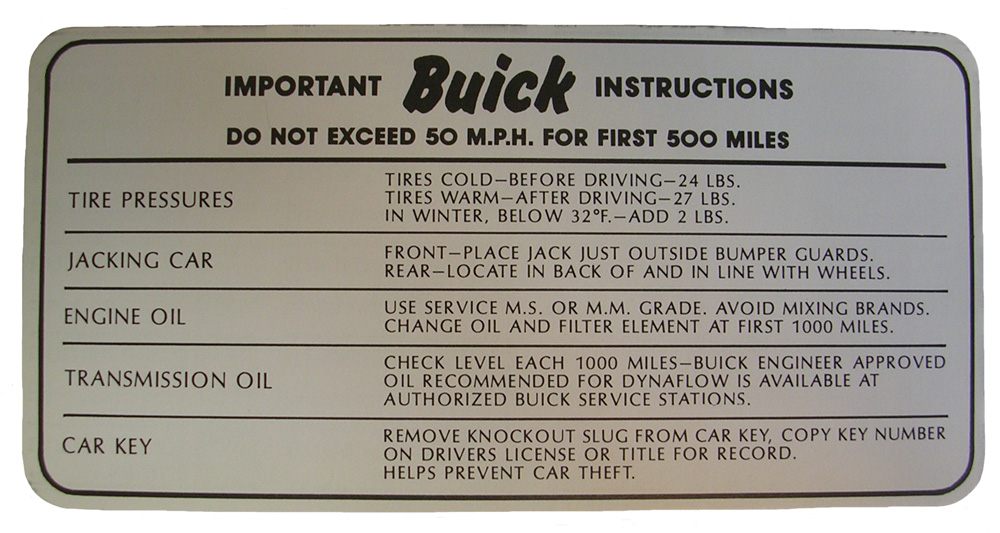 IMPORTANT Buick INSTRUCTIONS
DO NOT EXCEED 50 M.P.H. FOR FIRST 500 MILES
TIRE PRESSURES
TIRES COLD—BEFORE DRIVING—24 LBS.
TIRES WARM—AFTER DRIVING—27 LBS.
IN WINTER, BELOW 32°F.—ADD 2 LBS.
JACKING CAR
FRONT—PLACE JACK JUST OUTSIDE BUMPER GUARDS.
REAR—LOCATE IN BACK OF AND IN LINE WITH WHEELS.
ENGINE OIL
USE SERVICE M.S. OR M.M. GRADE. AVOID MIXING BRANDS.
CHANGE OIL AND FILTER ELEMENT AT FIRST 1000 MILES.
TRANSMISSION OIL
CHECK LEVEL EACH 1000 MILES—BUICK ENGINEER APPROVED
OIL RECOMMENDED FOR DYNAFLOW IS AVAILABLE AT
AUTHORIZED BUICK SERVICE STATIONS.
CAR KEY
REMOVE KNOCKOUT SLUG FROM CAR KEY, COPY KEY NUMBER
ON DRIVERS LICENSE OR TITLE FOR RECORD.
HELPS PREVENT CAR THEFT.